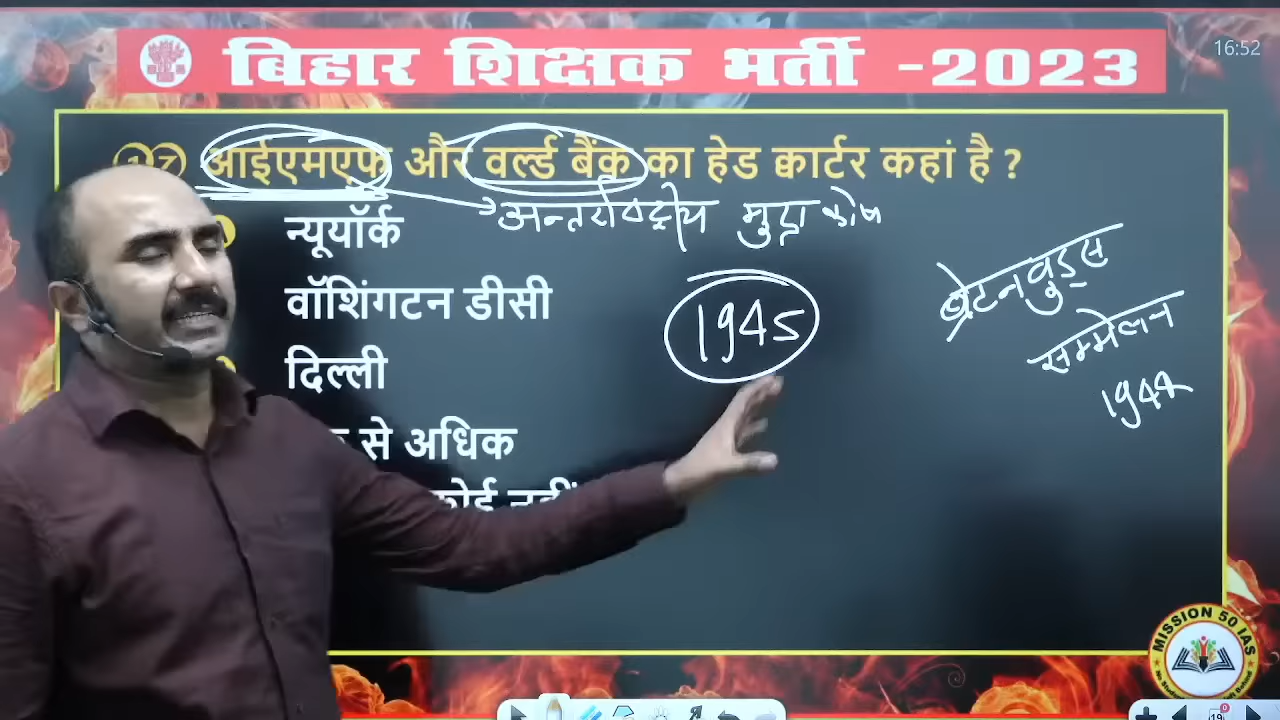 16:52
बिहार शिक्षक भर्ती -2023
आईएमएफ और वर्ल्ड बैंक का हेड क्वार्टर कहां है ?
अन्तर्राष्ट्रीय मुद्रा कोष
न्यूयॉर्क
ब्रेटनवुड्स
वॉशिंगटन डीसी
1945
सम्मेलन
दिल्ली
1944
से अधिक
कोई नहीं
MISSION 50 IAS